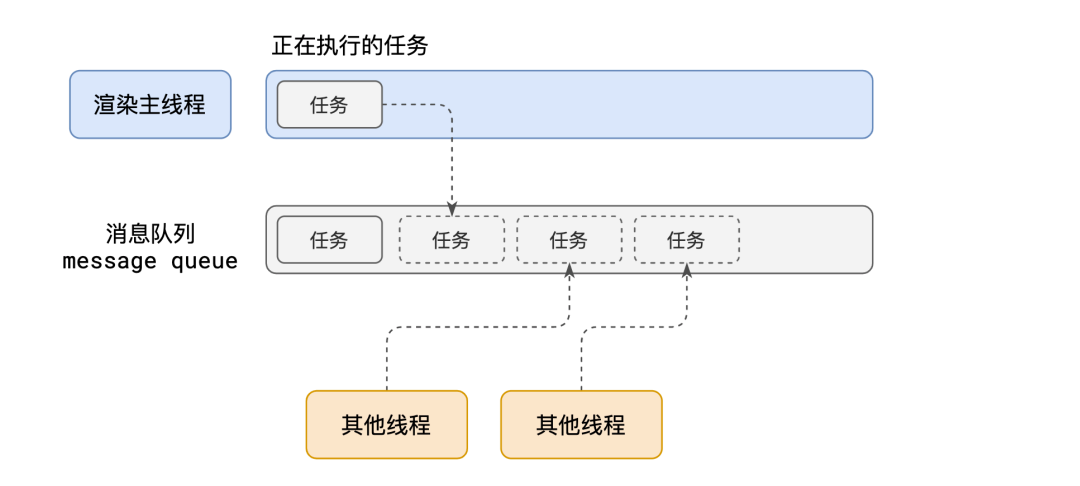 正在执行的任务
渲染主线程
任务
消息队列
message queue
任务
任务
任务
任务
其他线程
其他线程